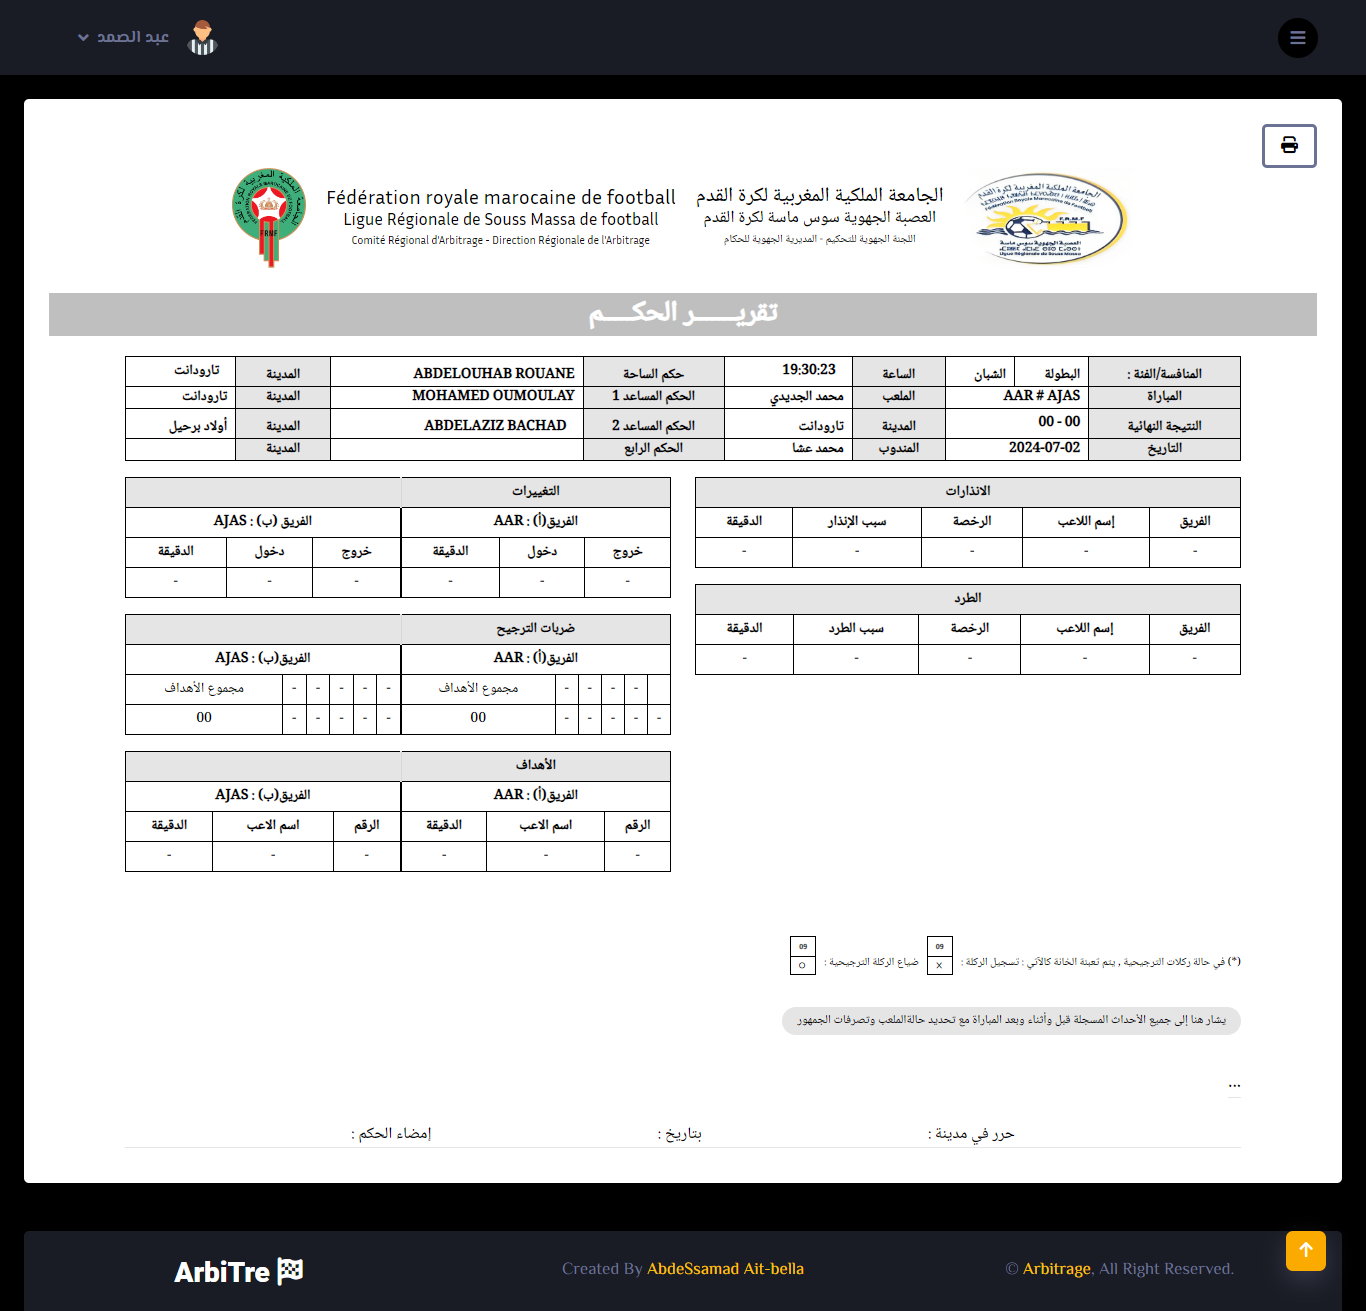 عبد الصمد
Fédération royale marocaine de football
Ligue Régionale de Souss Massa de football
Comité Régional d'Arbitrage - Direction Régionale de l'Arbitrage
الجامعة الملكية المغربية لكرة القدم
العصبة الجهوية سوس ماسة لكرة القدم
اللجنة الجهوية للتحكيم - المديرية الجهوية للحكام
تقريـــــــر الحكـــــم
المنافسة/الفئة : البطولة الشبان الساعة 19:30:23 حكم الساحة ABDELOUHAB ROUANE المدينة تارودانت
المباراة AAR # AJAS الملعب محمد الجديدي الحكم المساعد 1 MOHAMED OUMOULAY المدينة تارودانت
النتيجة النهائية 00 - 00 المدينة تارودانت الحكم المساعد 2 ABDELAZIZ BACHAD المدينة أولاد برحيل
التاريخ 2024-07-02 المندوب محمد عشا الحكم الرابع المدينة
الانذارات
الفريق إسم اللاعب الرخصة سبب الإنذار الدقيقة
- - - - -
الطرد
الفريق إسم اللاعب الرخصة سبب الطرد الدقيقة
- - - - -
التغييرات
الفريق(أ) : AAR الفريق (ب) : AJAS
خروج دخول الدقيقة خروج دخول الدقيقة
- - - - - -
ضربات الترجيح
الفريق(أ) : AAR الفريق(ب) : AJAS
- - - - مجموع الأهداف - - - - - مجموع الأهداف
- - - - - 00 - - - - - 00
الأهداف
الفريق(أ) : AAR الفريق(ب) : AJAS
الرقم اسم الاعب الدقيقة الرقم اسم الاعب الدقيقة
- - - - - -
(*) في حالة ركلات الترجيحية , يتم تعبئة الخانة كالآتي : تسجيل الركلة : 09 X ضياع الركلة الترجيحية : 09 O
يشار هنا إلى جميع الأحداث المسجلة قبل وأثناء وبعد المباراة مع تحديد حالةالملعب وتصرفات الجمهور
...
حرر في مدينة : بتاريخ : إمضاء الحكم :
© Arbitrage, All Right Reserved.
Created By AbdeSsamad Ait-bella
ArbiTre